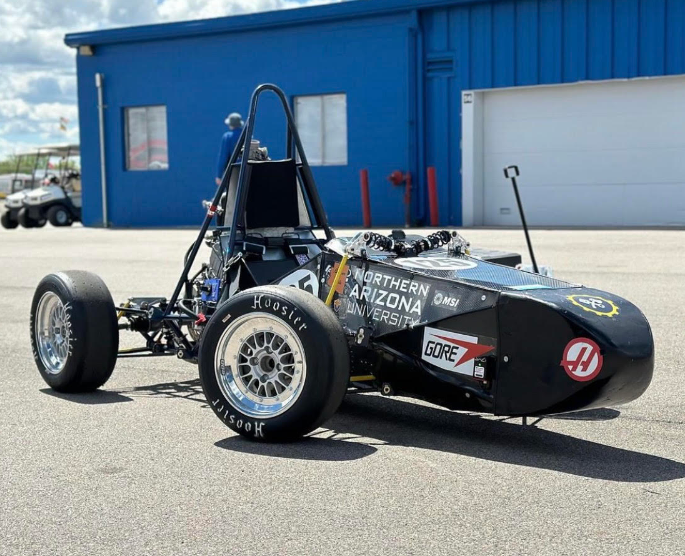 NORTHERN
ARIZONA
UNIVERSITY
MSI
GORE
H
Hoosier
Hoosier